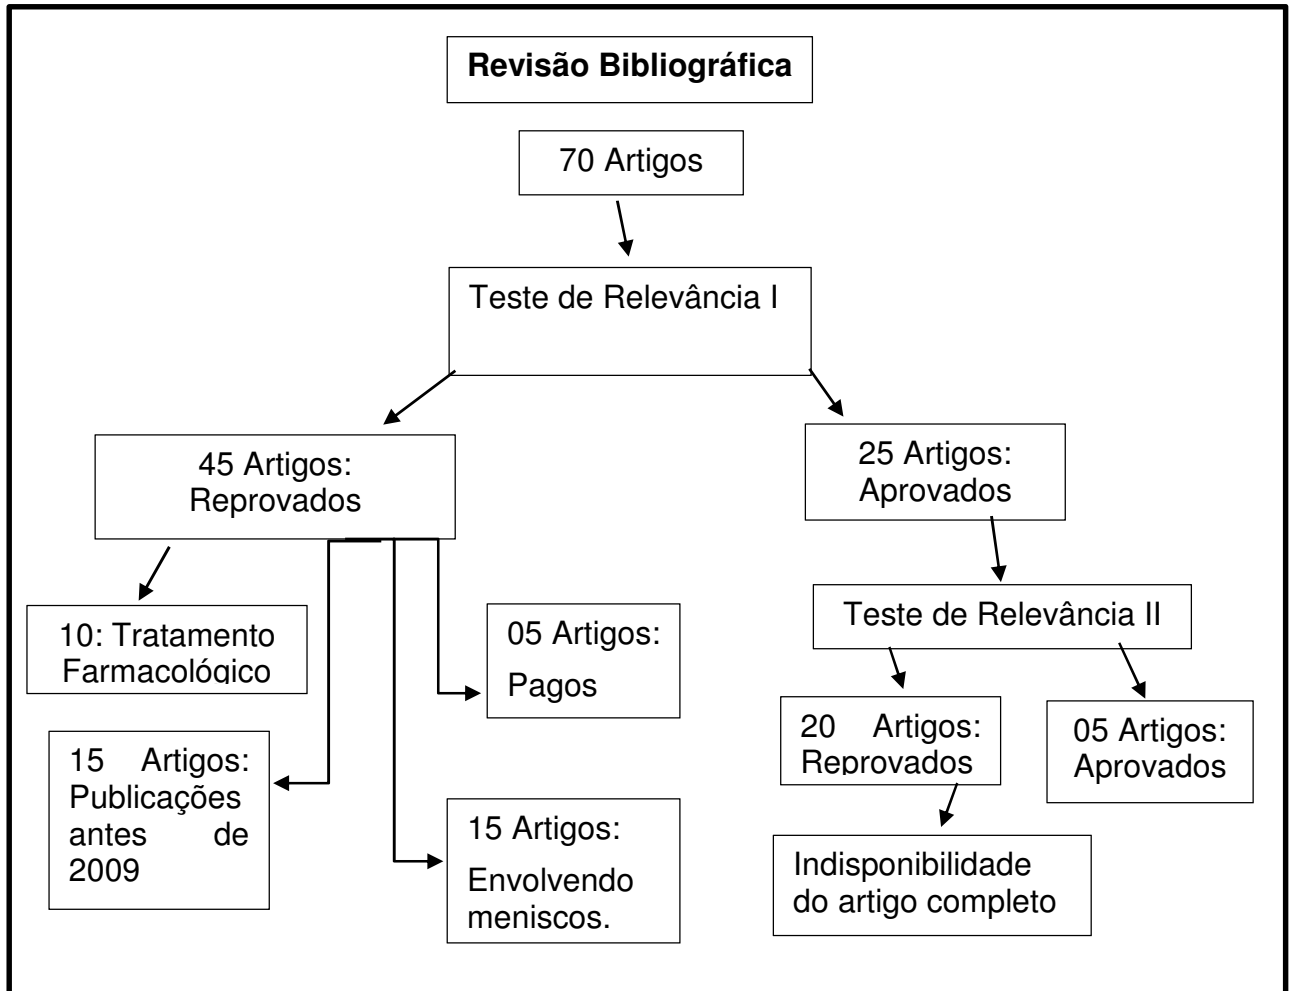 Revisão Bibliográfica
70 Artigos
Teste de Relevância I
45 Artigos:
Reprovados
25 Artigos:
Aprovados
10: Tratamento
Farmacológico
05 Artigos:
Pagos
15 Artigos:
Publicações
antes de
2009
15 Artigos:
Envolvendo
meniscos.
Teste de Relevância II
20 Artigos:
Reprovados
05 Artigos:
Aprovados
Indisponibilidade
do artigo completo